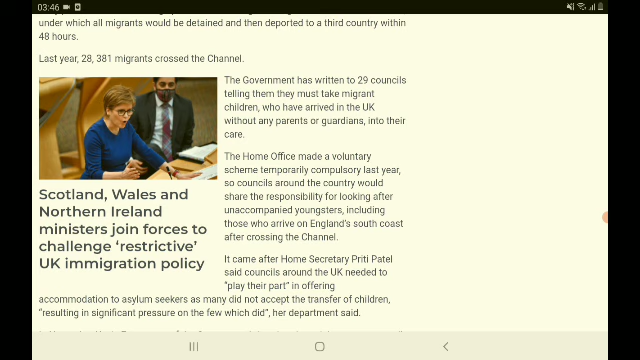 03:46
under which all migrants would be detained and then deported to a third country within
48 hours.
Last year, 28, 381 migrants crossed the Channel.
The Government has written to 29 councils
telling them they must take migrant
children, who have arrived in the UK
without any parents or guardians, into their
care.
The Home Office made a voluntary
scheme temporarily compulsory last year,
so councils around the country would
share the responsibility for looking after
unaccompanied youngsters, including
those who arrive on England's south coast
after crossing the Channel.
It came after Home Secretary Priti Patel
said councils around the UK needed to
"play their part" in offering
Scotland, Wales and
Northern Ireland
ministers join forces to
challenge ‘restrictive’
UK immigration policy
accommodation to asylum seekers as many did not accept the transfer of children,
"resulting in significant pressure on the few which did", her department said.